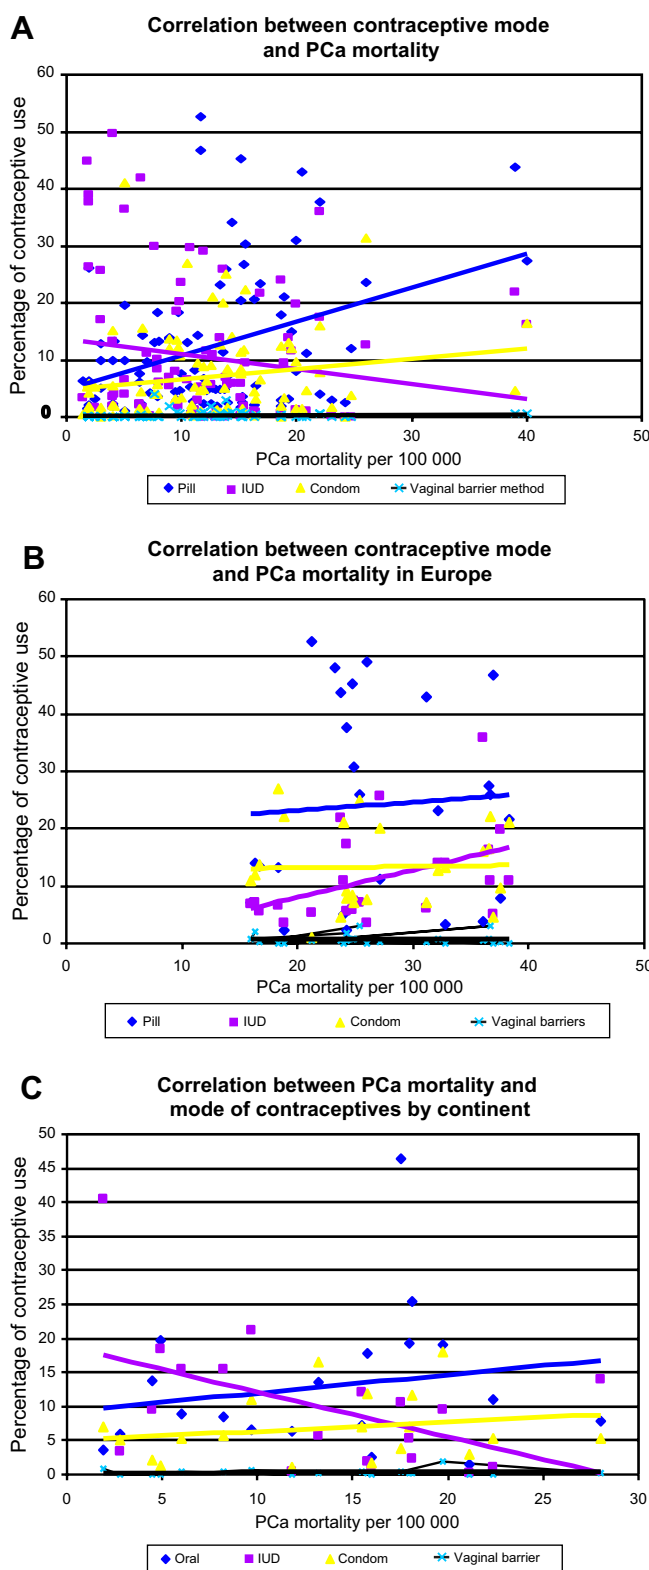 A
Correlation between contraceptive mode
and PCa mortality
Percentage of contraceptive use
60
50
40
30
20
10
0
0
0
10
20
30
40
50
PCa mortality per 100 000
Pill
IUD
Condom
Vaginal barrier method
B
Correlation between contraceptive mode
and PCa mortality in Europe
Percentage of contraceptive use
60
50
40
30
20
10
0
0
10
20
30
40
50
PCa mortality per 100 000
Pill
IUD
Condom
Vaginal barriers
C
Correlation between PCa mortality and
mode of contraceptives by continent
Percentage of contraceptive use
50
45
40
35
30
25
20
15
10
5
0
0
5
10
15
20
25
30
PCa mortality per 100 000
Oral
IUD
Condom
Vaginal barrier